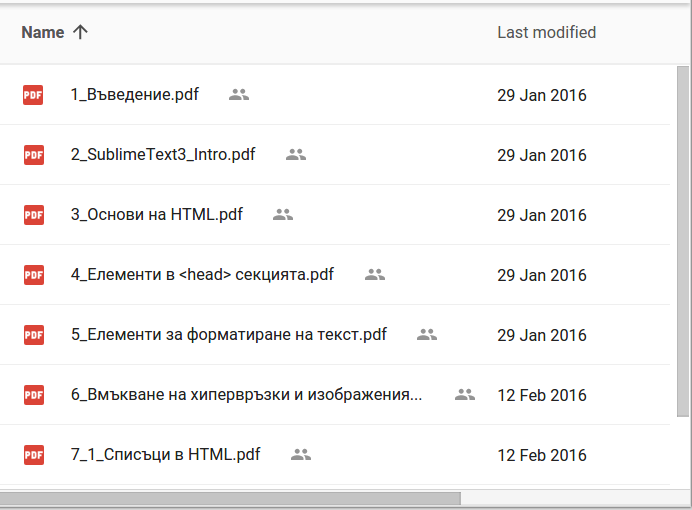 Name Last modified
PDF 1_Въведение.pdf 29 Jan 2016
PDF 2_SublimeText3_Intro.pdf 29 Jan 2016
PDF 3_Основи на HTML.pdf 29 Jan 2016
PDF 4_Елементи в <head> секцията.pdf 29 Jan 2016
PDF 5_Елементи за форматиране на текст.pdf 29 Jan 2016
PDF 6_Вмъкване на хипервръзки и изображения... 12 Feb 2016
PDF 7_1_Списъци в HTML.pdf 12 Feb 2016